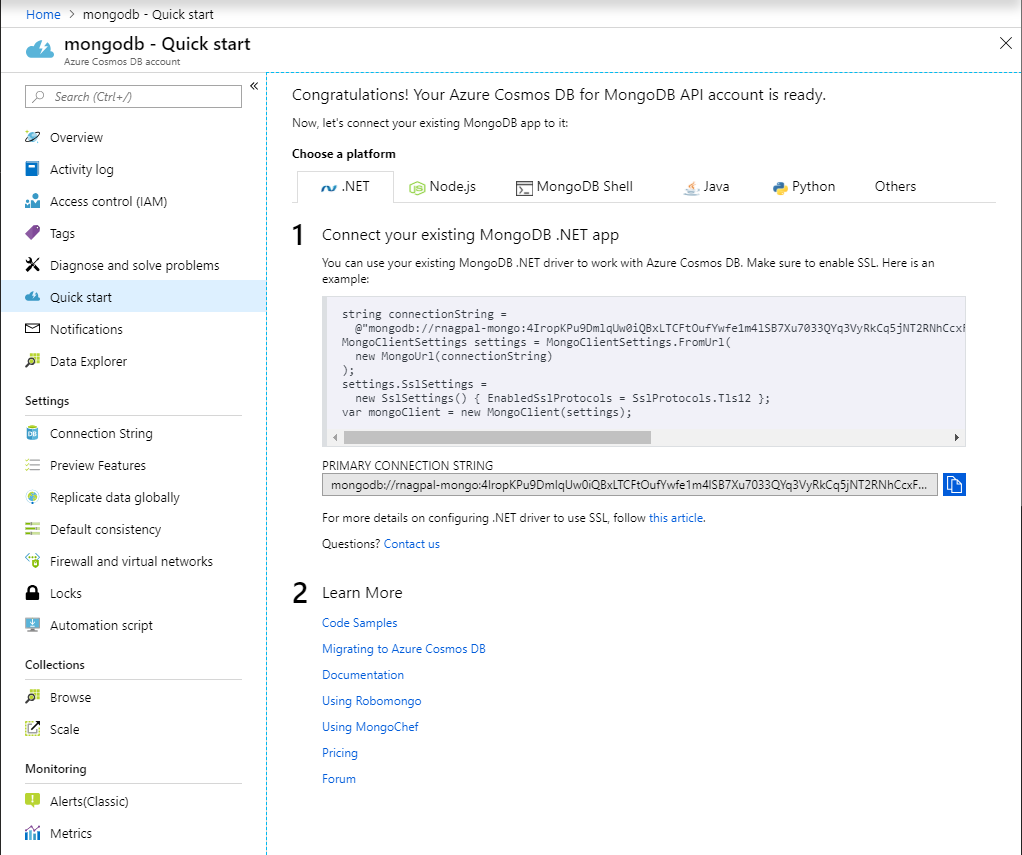 Home > mongodb - Quick start
mongodb - Quick start
Azure Cosmos DB account
Search (Ctrl+/)
«
Overview
Activity log
Access control (IAM)
Tags
Diagnose and solve problems
Quick start
Notifications
Data Explorer
Settings
Connection String
Preview Features
Replicate data globally
Default consistency
Firewall and virtual networks
Locks
Automation script
Collections
Browse
Scale
Monitoring
Alerts(Classic)
Metrics
Congratulations! Your Azure Cosmos DB for MongoDB API account is ready.
Now, let's connect your existing MongoDB app to it:
Choose a platform
.NET Node.js MongoDB Shell Java Python Others
1 Connect your existing MongoDB .NET app
You can use your existing MongoDB .NET driver to work with Azure Cosmos DB. Make sure to enable SSL. Here is an
example:
string connectionString =
@"mongodb://rnagpal-mongo:4IropKPu9DmlqUw0iQBxLTCFtOufYwfe1m4lSB7Xu7033QYq3VyRkCq5jNT2RNhCcxF
MongoClientSettings settings = MongoClientSettings.FromUrl(
new MongoUrl(connectionString)
);
settings.SslSettings =
new SslSettings() { EnabledSslProtocols = SslProtocols.Tls12 };
var mongoClient = new MongoClient(settings);
PRIMARY CONNECTION STRING
mongodb://rnagpal-mongo:4IropKPu9DmlqUw0iQBxLTCFtOufYwfe1m4lSB7Xu7033QYq3VyRkCq5jNT2RNhCcxF...
For more details on configuring .NET driver to use SSL, follow this article.
Questions? Contact us
2 Learn More
Code Samples
Migrating to Azure Cosmos DB
Documentation
Using Robomongo
Using MongoChef
Pricing
Forum